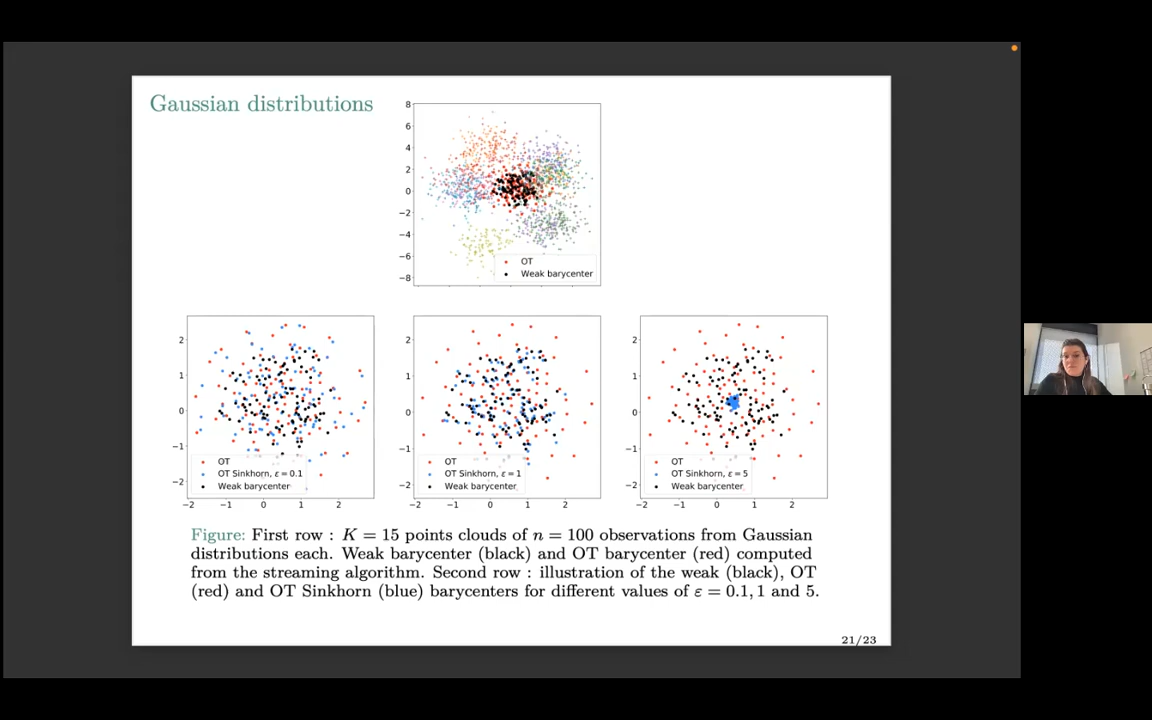 Gaussian distributions
8
6
4
2
0
−2
−4
−6
−8
OT
Weak barycenter
2
1
0
−1
−2
OT
OT Sinkhorn, ε = 0.1
Weak barycenter
−2 −1 0 1 2
2
1
0
−1
−2
OT
OT Sinkhorn, ε = 1
Weak barycenter
−2 −1 0 1 2
2
1
0
−1
−2
OT
OT Sinkhorn, ε = 5
Weak barycenter
−2 −1 0 1 2
Figure: First row : K = 15 points clouds of n = 100 observations from Gaussian
distributions each. Weak barycenter (black) and OT barycenter (red) computed
from the streaming algorithm. Second row : illustration of the weak (black), OT
(red) and OT Sinkhorn (blue) barycenters for different values of ε = 0.1, 1 and 5.
21/23